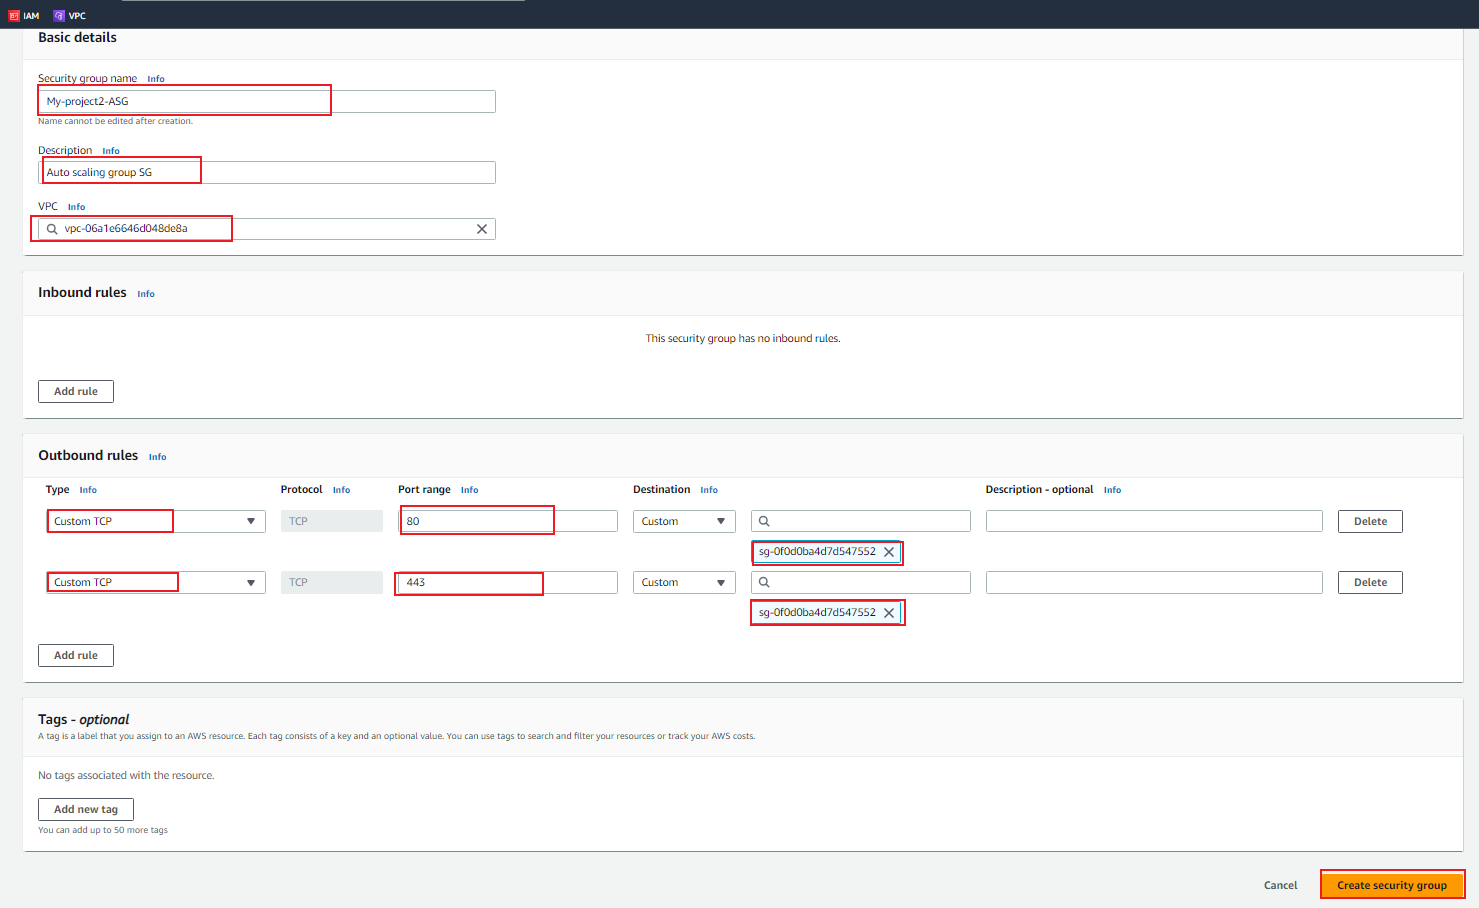 IAM VPC
Basic details
Security group name Info
My-project2-ASG
Name cannot be edited after creation.
Description Info
Auto scaling group SG
VPC Info
vpc-06a1e6646d048de8a
Inbound rules Info
This security group has no inbound rules.
Add rule
Outbound rules Info
Type Info Protocol Info Port range Info Destination Info Description - optional Info
Custom TCP TCP 80 Custom Delete
sg-0f0d0ba4d7d547552
Custom TCP TCP 443 Custom Delete
sg-0f0d0ba4d7d547552
Add rule
Tags - optional
A tag is a label that you assign to an AWS resource. Each tag consists of a key and an optional value. You can use tags to search and filter your resources or track your AWS costs.
No tags associated with the resource.
Add new tag
You can add up to 50 more tags
Cancel Create security group